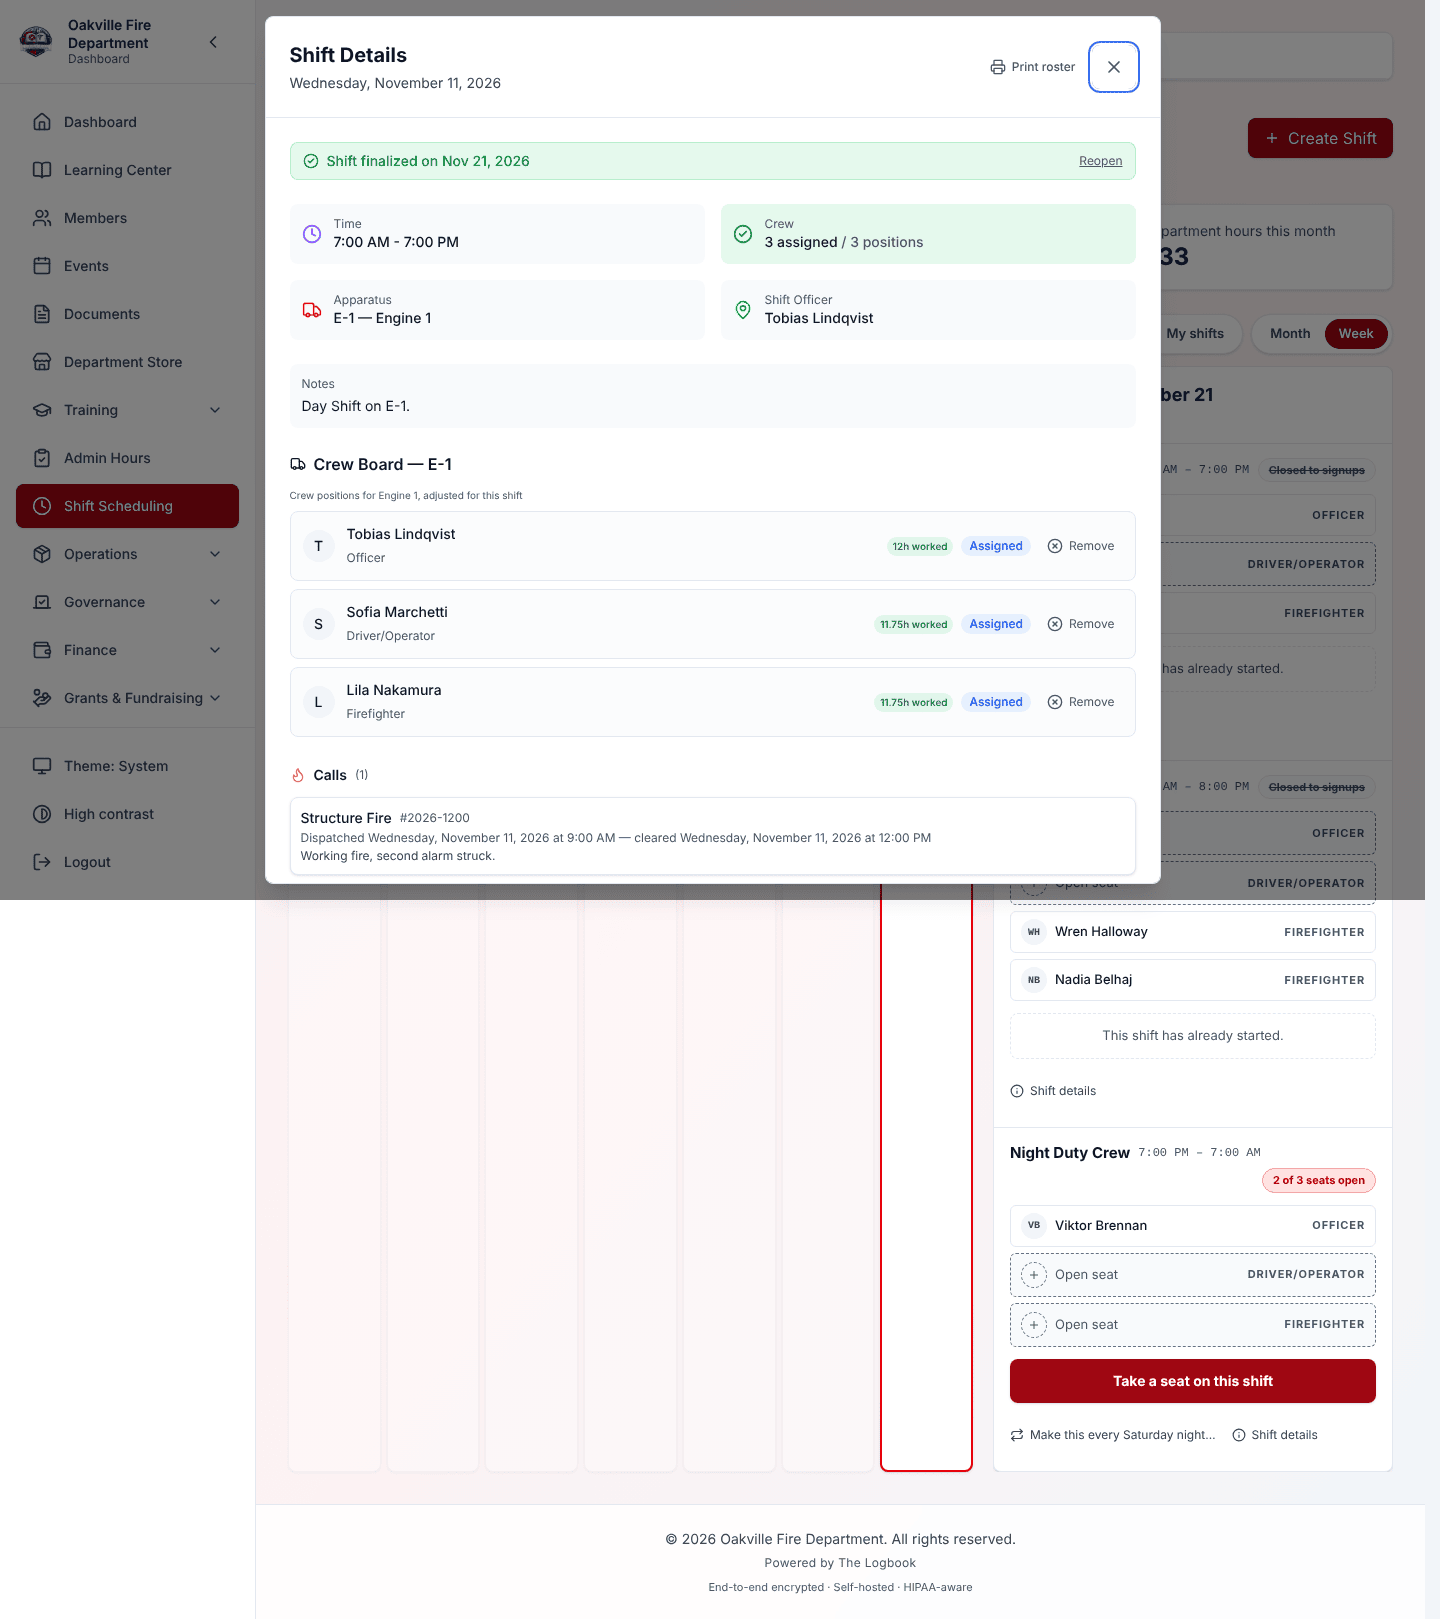 Oakville Fire
Department
Dashboard
Dashboard
Learning Center
Members
Events
Documents
Department Store
Training
Admin Hours
Shift Scheduling
Operations
Governance
Finance
Grants & Fundraising
Theme: System
High contrast
Logout
Shift Details
Wednesday, November 11, 2026
Print roster
Shift finalized on Nov 21, 2026
Reopen
Time
7:00 AM - 7:00 PM
Crew
3 assigned / 3 positions
Apparatus
E-1 — Engine 1
Shift Officer
Tobias Lindqvist
Notes
Day Shift on E-1.
Crew Board — E-1
Crew positions for Engine 1, adjusted for this shift
T
Tobias Lindqvist
Officer
12h worked
Assigned
Remove
S
Sofia Marchetti
Driver/Operator
11.75h worked
Assigned
Remove
L
Lila Nakamura
Firefighter
11.75h worked
Assigned
Remove
Calls (1)
Structure Fire #2026-1200
Dispatched Wednesday, November 11, 2026 at 9:00 AM — cleared Wednesday, November 11, 2026 at 12:00 PM
Working fire, second alarm struck.
Create Shift
partment hours this month
33
My shifts
Month
Week
ber 21
AM – 7:00 PM
Closed to signups
OFFICER
DRIVER/OPERATOR
FIREFIGHTER
has already started.
AM – 8:00 PM
Closed to signups
OFFICER
Open seat
DRIVER/OPERATOR
WH
Wren Halloway
FIREFIGHTER
NB
Nadia Belhaj
FIREFIGHTER
This shift has already started.
Shift details
Night Duty Crew 7:00 PM – 7:00 AM
2 of 3 seats open
VB
Viktor Brennan
OFFICER
Open seat
DRIVER/OPERATOR
Open seat
FIREFIGHTER
Take a seat on this shift
Make this every Saturday night...
Shift details
© 2026 Oakville Fire Department. All rights reserved.
Powered by The Logbook
End-to-end encrypted · Self-hosted · HIPAA-aware